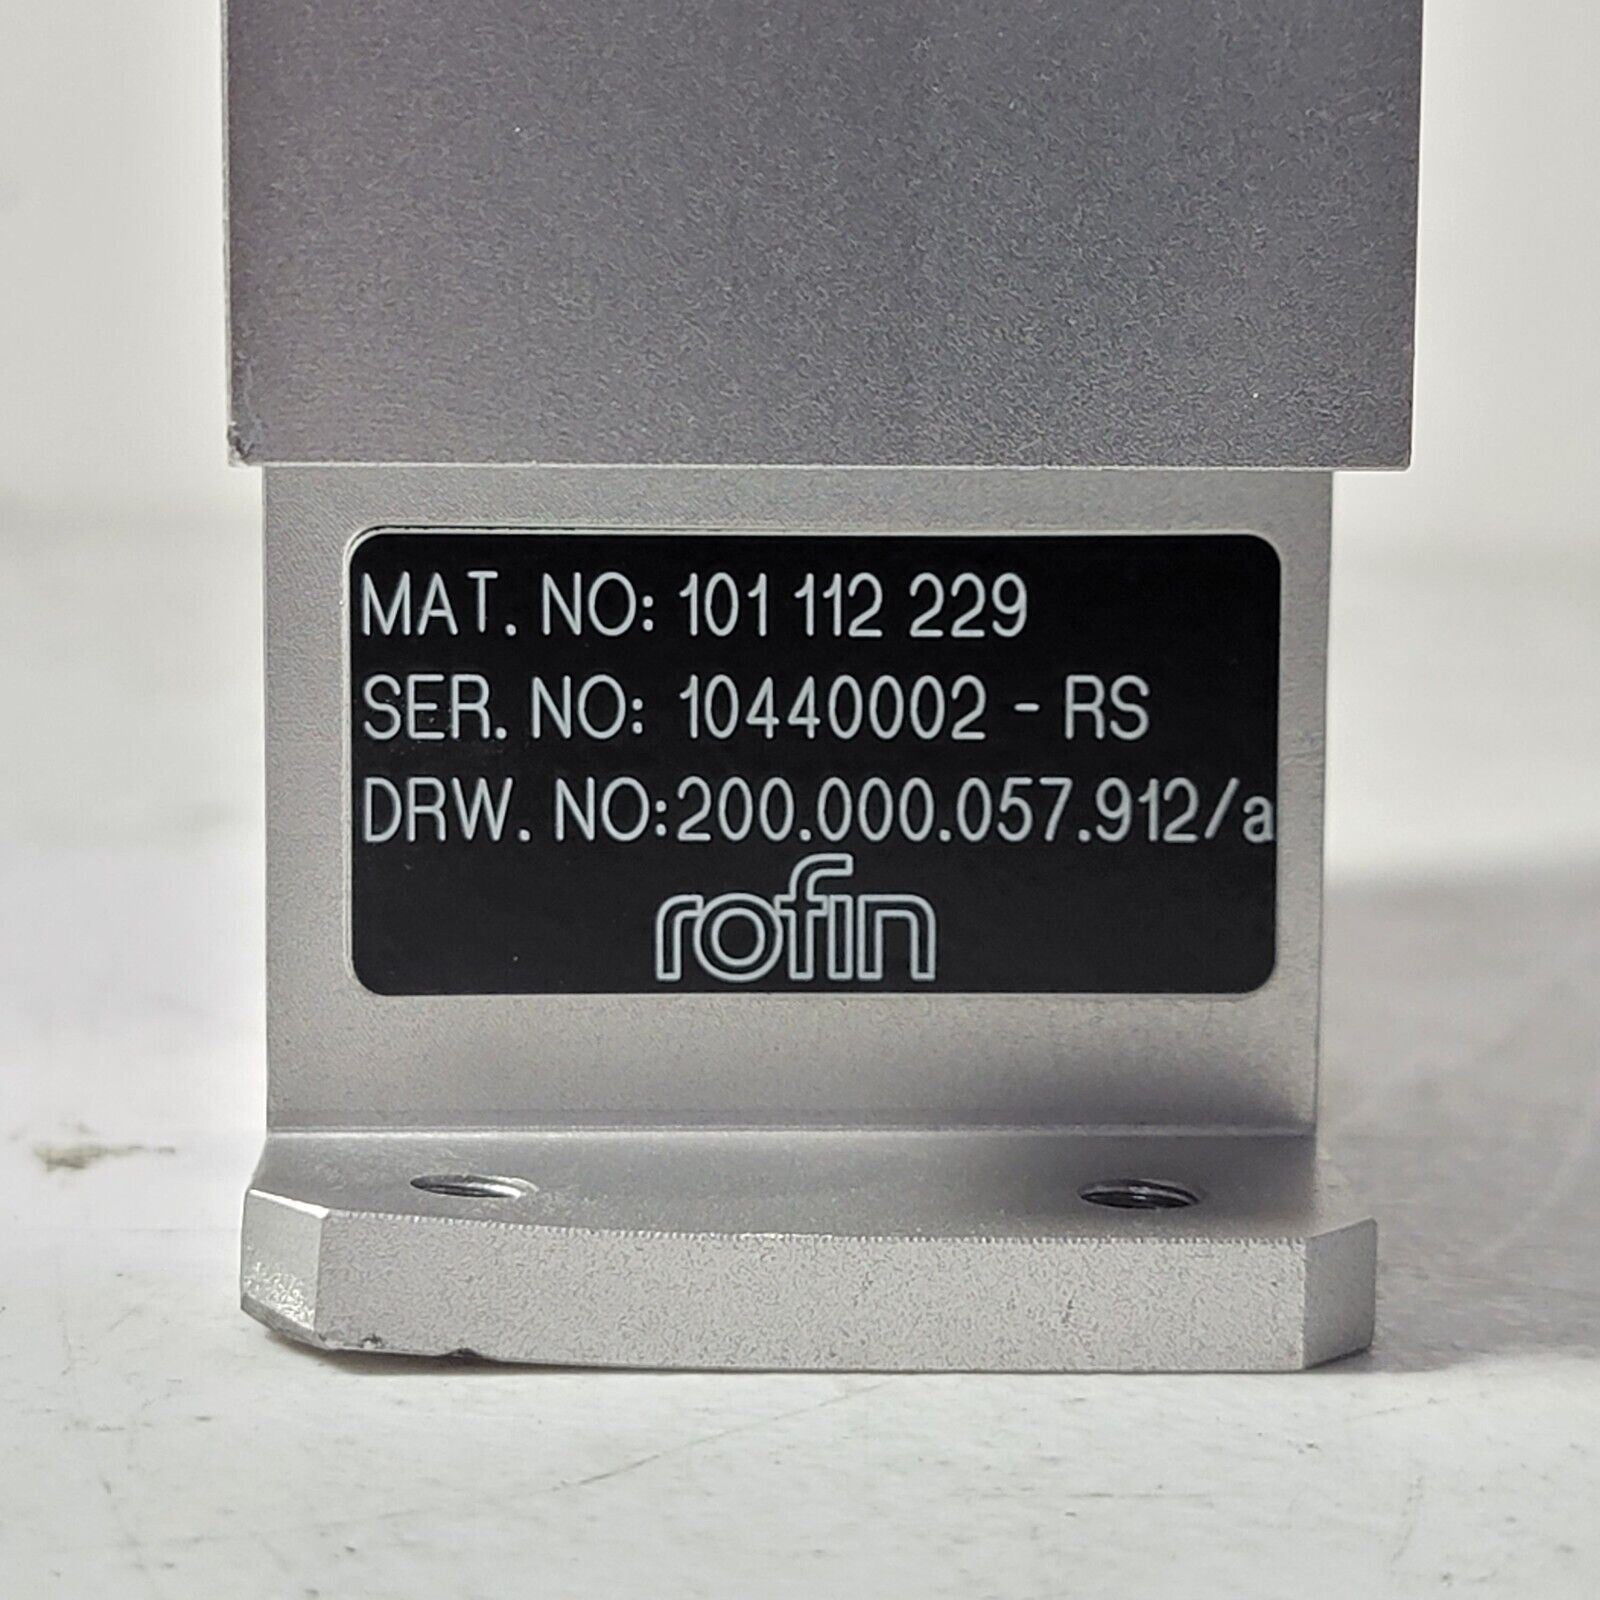 MAT. NO: 101 112 229
SER. NO: 10440002 - RS
DRW. NO:200.000.057.912/a
rofin